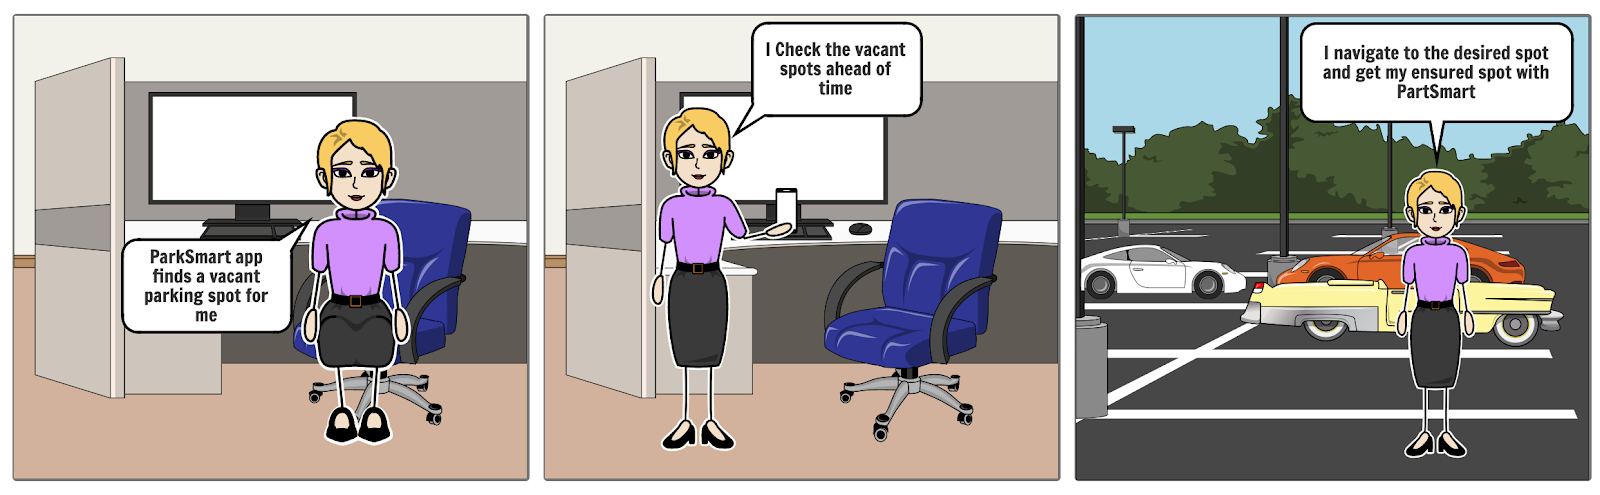 ParkSmart app
finds a vacant
parking spot for
me
I Check the vacant
spots ahead of
time
I navigate to the desired spot
and get my ensured spot with
PartSmart